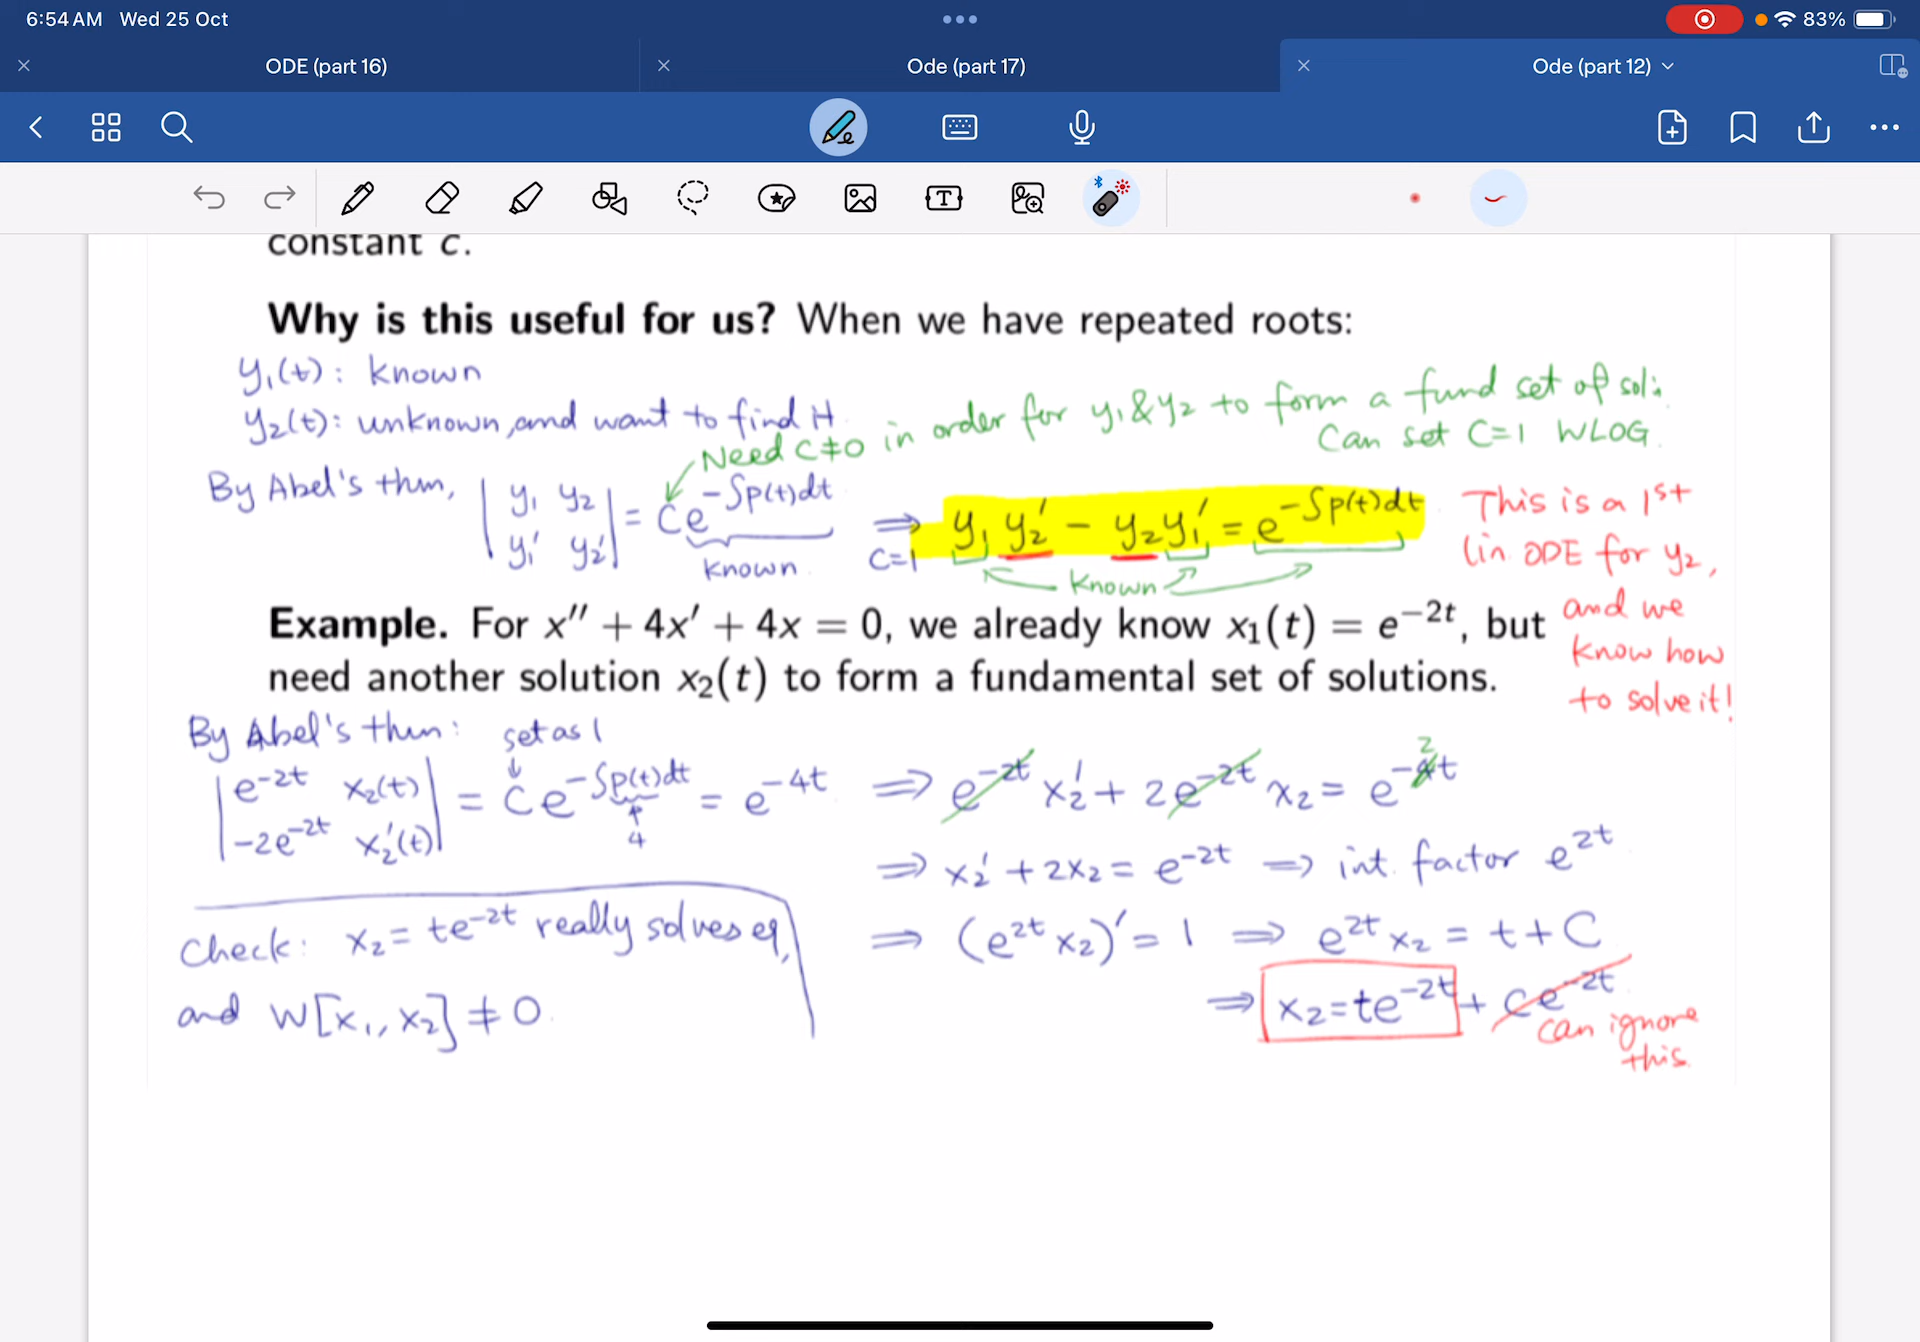 6:54 AM Wed 25 Oct
83%
ODE (part 16)
Ode (part 17)
Ode (part 12)
constant c.
Why is this useful for us? When we have repeated roots:
y₁(t): known
y₂(t): unknown, and want to find it
Need C≠0 in order for y₁ & y₂ to form a fund set of sol:
Can set C=1 WLOG.
By Abel's thm, | y₁ y₂ ; y₁' y₂' | = Ce^(-∫p(t)dt) ⇒ y₁ y₂' − y₂ y₁' = e^(-∫p(t)dt)
known
C=1
known
This is a 1st
lin ODE for y₂,
and we
know how
to solve it!
Example. For x″ + 4x′ + 4x = 0, we already know x₁(t) = e^(−2t), but
need another solution x₂(t) to form a fundamental set of solutions.
By Abel's thm: set as 1
| e^(-2t) x₂(t) ; -2e^(-2t) x₂'(t) | = Ce^(-∫p(t)dt) = e^(-4t) ⇒ e^(-2t) x₂' + 2e^(-2t) x₂ = e^(-4t)
4
2
⇒ x₂' + 2x₂ = e^(-2t) ⇒ int. factor e^(2t)
⇒ (e^(2t) x₂)' = 1 ⇒ e^(2t) x₂ = t + C
⇒ x₂ = te^(-2t) + Ce^(-2t)
can ignore
this.
Check: x₂ = te^(-2t) really solves eq,
and W[x₁, x₂] ≠ 0.